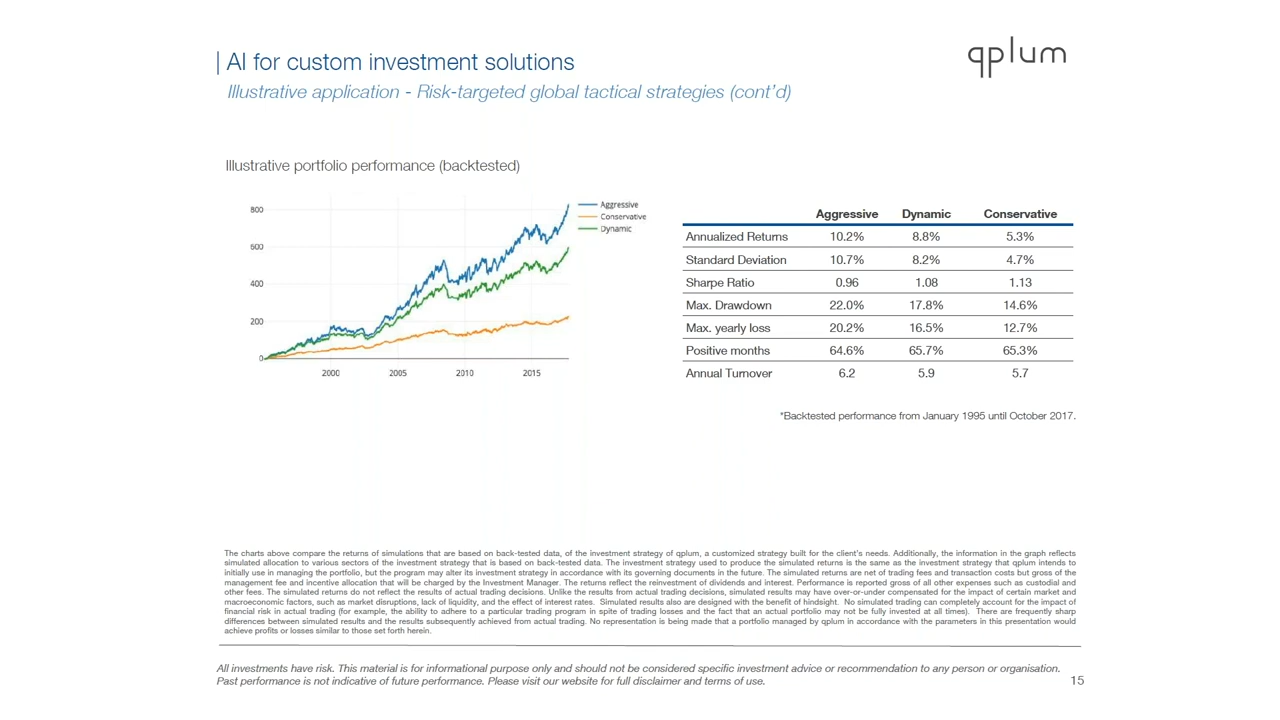 AI for custom investment solutions
qplum
Illustrative application - Risk-targeted global tactical strategies (cont'd)
Illustrative portfolio performance (backtested)
800
600
400
200
0
2000 2005 2010 2015
Aggressive
Conservative
Dynamic
Aggressive Dynamic Conservative
Annualized Returns 10.2% 8.8% 5.3%
Standard Deviation 10.7% 8.2% 4.7%
Sharpe Ratio 0.96 1.08 1.13
Max. Drawdown 22.0% 17.8% 14.6%
Max. yearly loss 20.2% 16.5% 12.7%
Positive months 64.6% 65.7% 65.3%
Annual Turnover 6.2 5.9 5.7
*Backtested performance from January 1995 until October 2017.
The charts above compare the returns of simulations that are based on back-tested data, of the investment strategy of qplum, a customized strategy built for the client's needs. Additionally, the information in the graph reflects
simulated allocation to various sectors of the investment strategy that is based on back-tested data. The investment strategy used to produce the simulated returns is the same as the investment strategy that qplum intends to
initially use in managing the portfolio, but the program may alter its investment strategy in accordance with its governing documents in the future. The simulated returns are net of trading fees and transaction costs but gross of the
management fee and incentive allocation that will be charged by the Investment Manager. The returns reflect the reinvestment of dividends and interest. Performance is reported gross of all other expenses such as custodial and
other fees. The simulated returns do not reflect the results of actual trading decisions. Unlike the results from actual trading decisions, simulated results may have over-or-under compensated for the impact of certain market and
macroeconomic factors, such as market disruptions, lack of liquidity, and the effect of interest rates. Simulated results also are designed with the benefit of hindsight. No simulated trading can completely account for the impact of
financial risk in actual trading (for example, the ability to adhere to a particular trading program in spite of trading losses and the fact that an actual portfolio may not be fully invested at all times). There are frequently sharp
differences between simulated results and the results subsequently achieved from actual trading. No representation is being made that a portfolio managed by qplum in accordance with the parameters in this presentation would
achieve profits or losses similar to those set forth herein.
All investments have risk. This material is for informational purpose only and should not be considered specific investment advice or recommendation to any person or organisation.
Past performance is not indicative of future performance. Please visit our website for full disclaimer and terms of use.
15